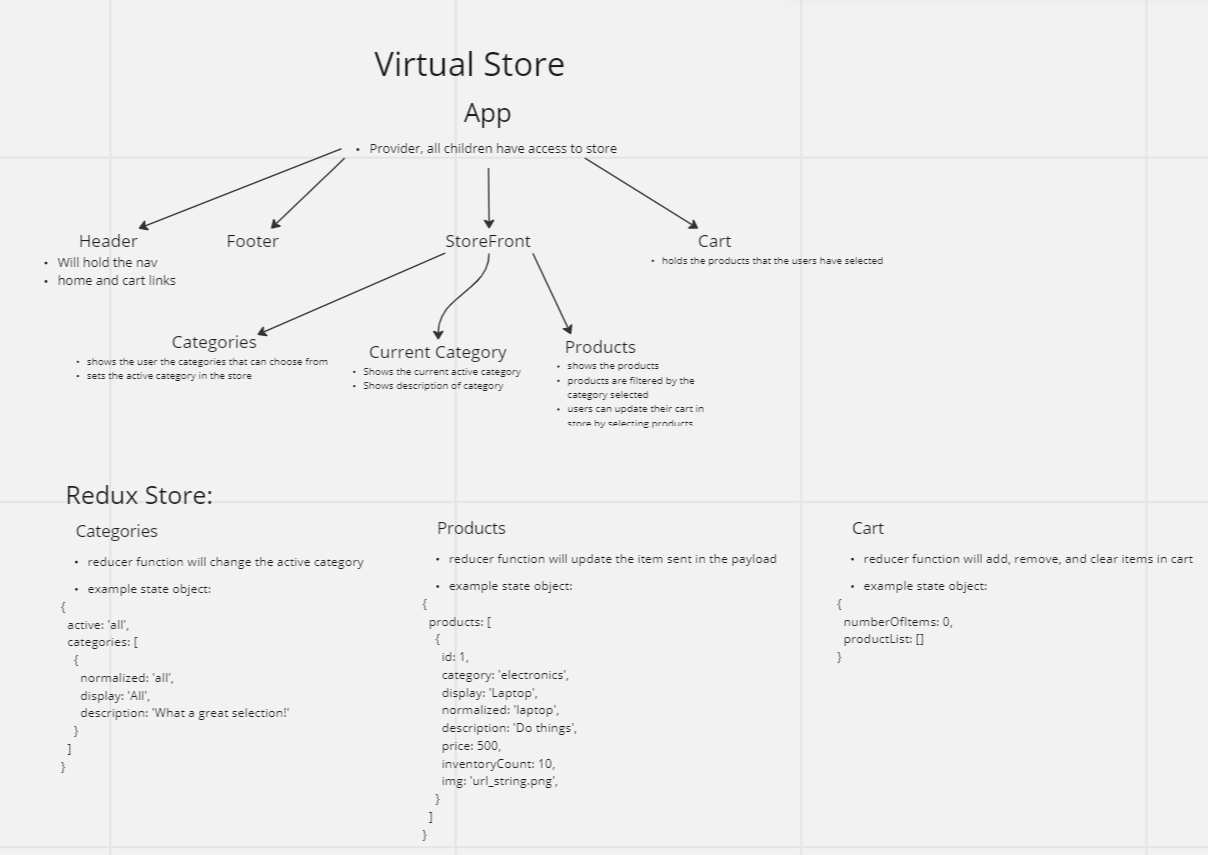 Virtual Store
App
• Provider, all children have access to store
Header
• Will hold the nav
• home and cart links
Footer
StoreFront
Cart
• holds the products that the users have selected
Categories
• shows the user the categories that can choose from
• sets the active category in the store
Current Category
• Shows the current active category
• Shows description of category
Products
• shows the products
• products are filtered by the
category selected
• users can update their cart in
store by selecting products
Redux Store:
Categories
• reducer function will change the active category
• example state object:
{
active: 'all',
categories: [
{
normalized: 'all',
display: 'All',
description: 'What a great selection!'
}
]
}
Products
• reducer function will update the item sent in the payload
• example state object:
{
products: [
{
id: 1,
category: 'electronics',
display: 'Laptop',
normalized: 'laptop',
description: 'Do things',
price: 500,
inventoryCount: 10,
img: 'url_string.png',
}
]
}
Cart
• reducer function will add, remove, and clear items in cart
• example state object:
{
numberOfItems: 0,
productList: []
}